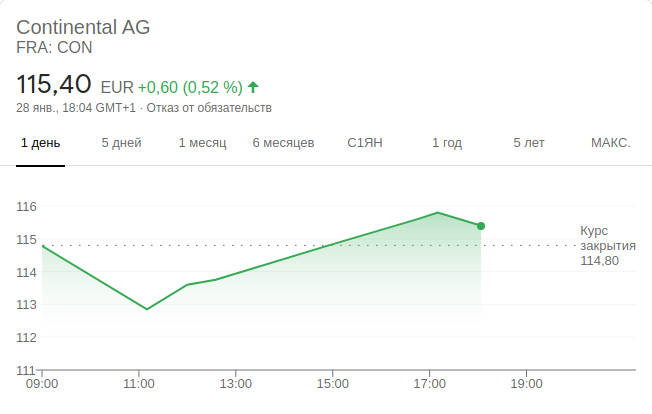 Continental AG
FRA: CON
115,40 EUR +0,60 (0,52 %)
28 янв., 18:04 GMT+1 · Отказ от обязательств
1 день 5 дней 1 месяц 6 месяцев С1ЯН 1 год 5 лет МАКС.
116
115
114
113
112
111
Курс
закрытия
114,80
09:00 11:00 13:00 15:00 17:00 19:00